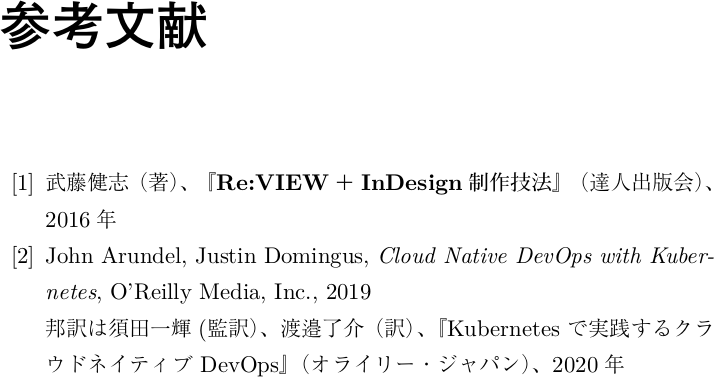 参考文献
[1] 武藤健志（著）、『Re:VIEW + InDesign 制作技法』（達人出版会）、
2016 年
[2] John Arundel, Justin Domingus, Cloud Native DevOps with Kuber-
netes, O'Reilly Media, Inc., 2019
邦訳は須田一輝 (監訳)、渡邉了介（訳）、『Kubernetes で実践するクラ
ウドネイティブ DevOps』（オライリー・ジャパン）、2020 年